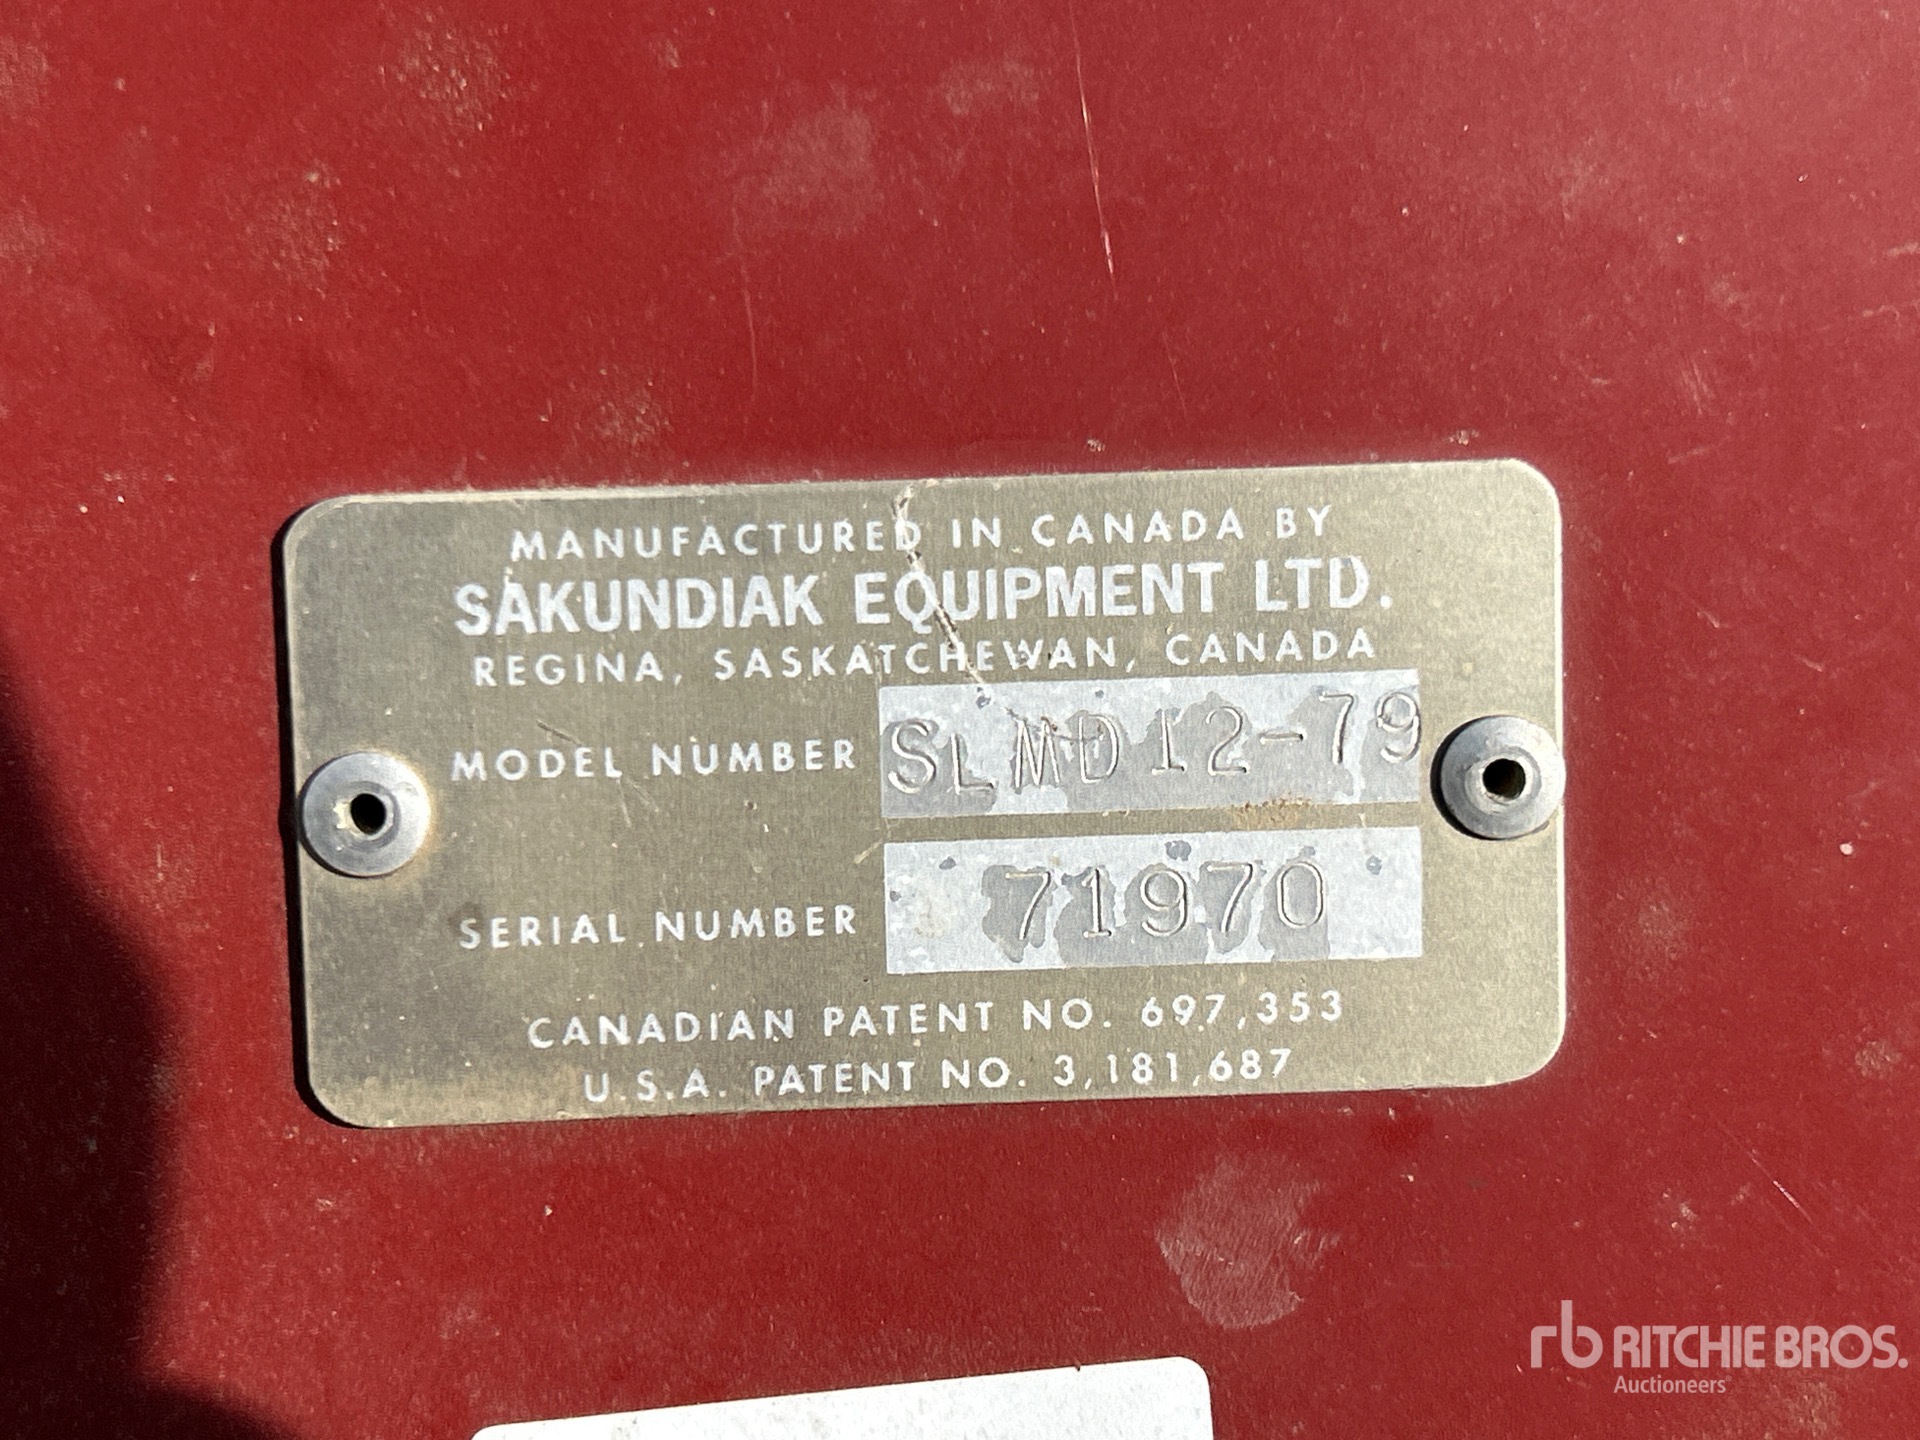 MANUFACTURED IN CANADA BY
SAKUNDIAK EQUIPMENT LTD.
REGINA, SASKATCHEWAN, CANADA
MODEL NUMBER SLMD12-79
SERIAL NUMBER 71970
CANADIAN PATENT NO. 697,353
U.S.A. PATENT NO. 3,181,687
rb RITCHIE BROS.
Auctioneers